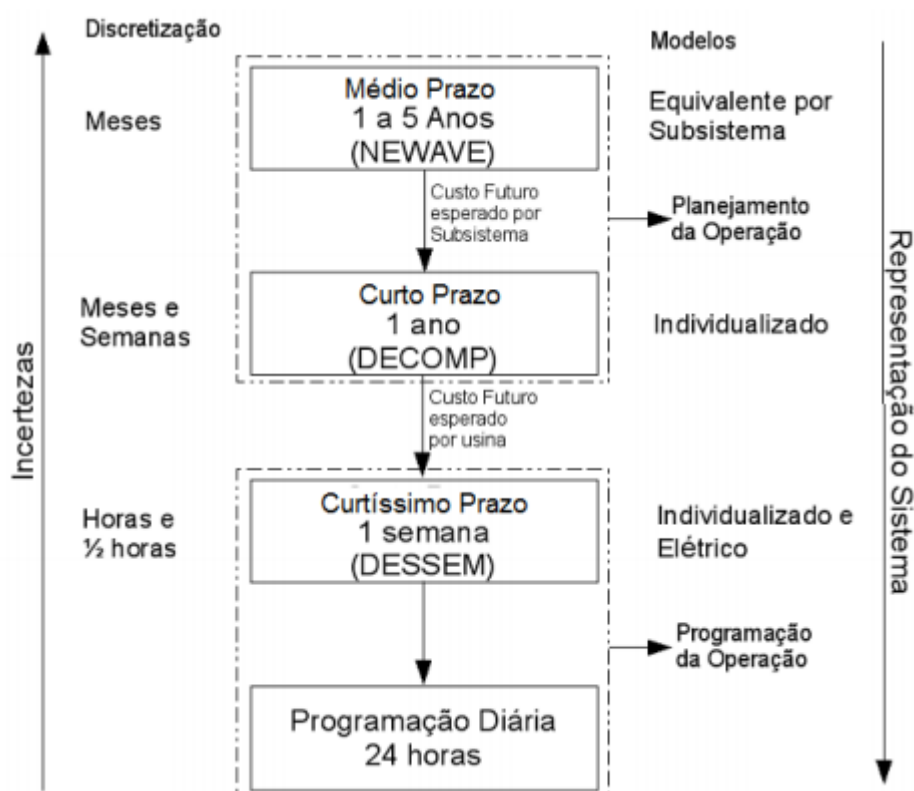 Discretização
Modelos
Meses
Médio Prazo
1 a 5 Anos
(NEWAVE)
Equivalente por
Subsistema
Custo Futuro
esperado por
Subsistema
Planejamento
da Operação
Meses e
Semanas
Curto Prazo
1 ano
(DECOMP)
Individualizado
Custo Futuro
esperado
por usina
Horas e
½ horas
Curtíssimo Prazo
1 semana
(DESSEM)
Individualizado e
Elétrico
Programação
da Operação
Programação Diária
24 horas
Incertezas
Representação do Sistema